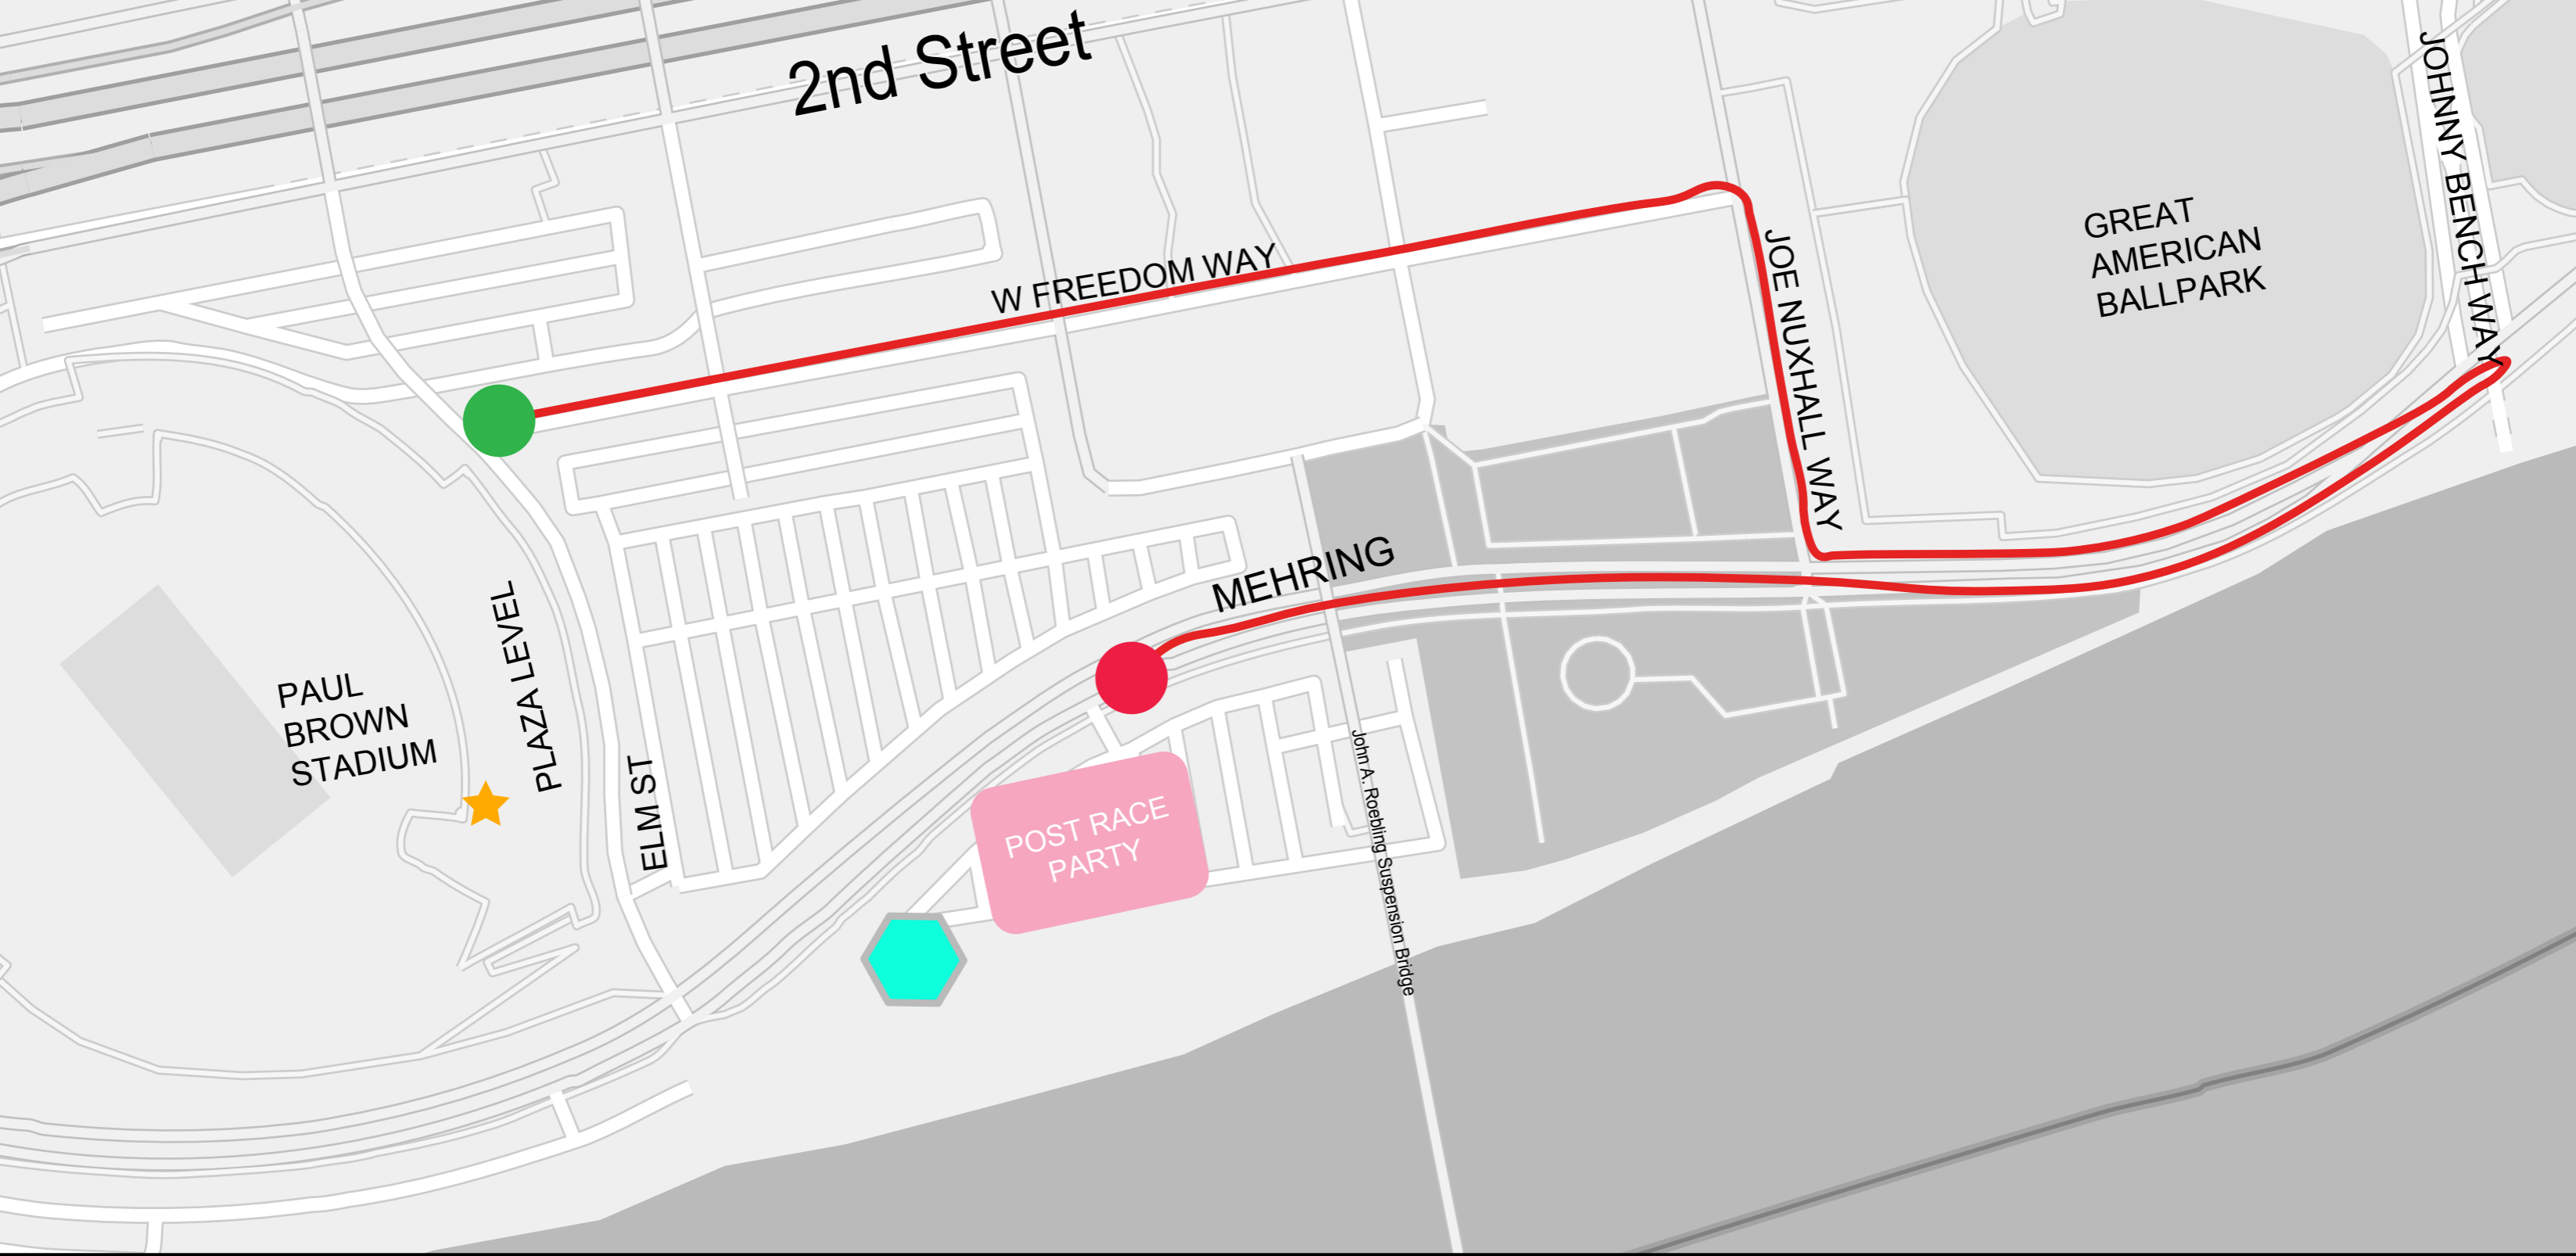 2nd Street
JOHNNY BENCH WAY
W FREEDOM WAY
JOE NUXHALL WAY
GREAT
AMERICAN
BALLPARK
MEHRING
PLAZA LEVEL
PAUL
BROWN
STADIUM
ELM ST
John A. Roebling Suspension Bridge
POST RACE
PARTY